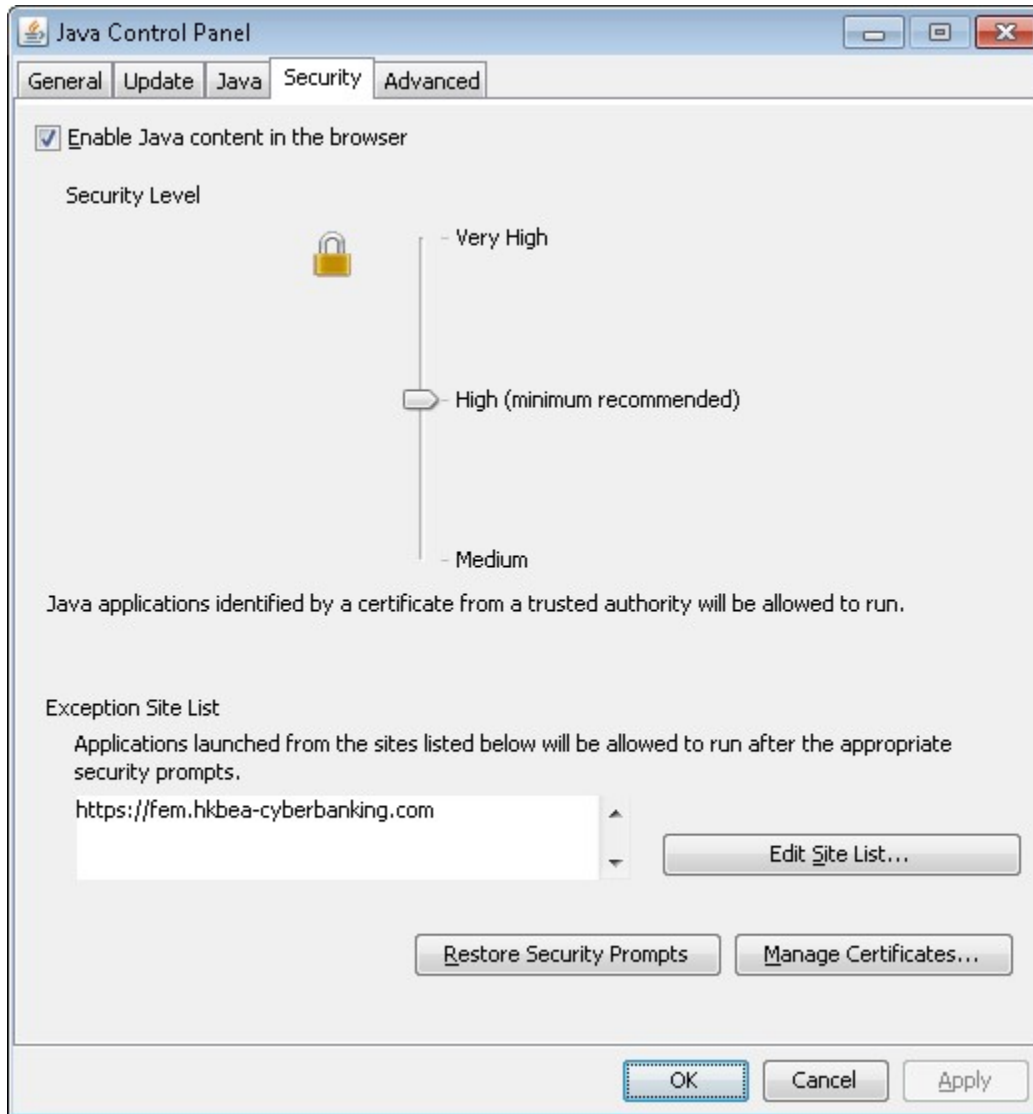 Java Control Panel
General Update Java Security Advanced
Enable Java content in the browser
Security Level
Very High
High (minimum recommended)
Medium
Java applications identified by a certificate from a trusted authority will be allowed to run.
Exception Site List
Applications launched from the sites listed below will be allowed to run after the appropriate
security prompts.
https://fem.hkbea-cyberbanking.com
Edit Site List...
Restore Security Prompts Manage Certificates...
OK Cancel Apply